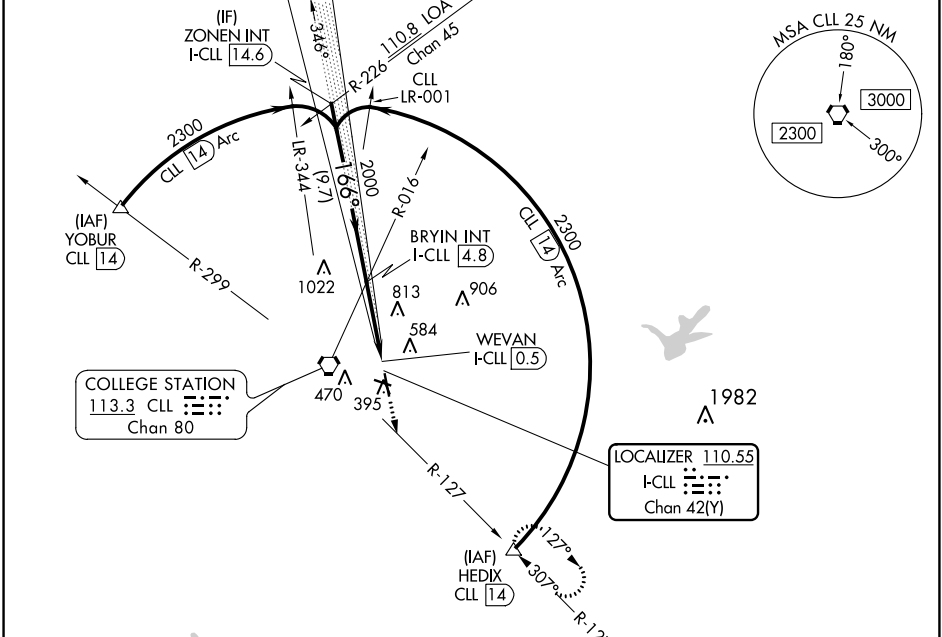 (IF)
ZONEN INT
I-CLL 14.6
346°
R-226
110.8 LOA
Chan 45
CLL
LR-001
MSA CLL 25 NM
180°
3000
2300
300°
2300
CLL 14 Arc
LR-344
(9.7)
166°
2000
R-016
2300
CLL 14 Arc
(IAF)
YOBUR
CLL 14
R-299
BRYIN INT
I-CLL 4.8
1022
813
906
584
WEVAN
I-CLL 0.5
COLLEGE STATION
113.3 CLL
Chan 80
470
395
1982
LOCALIZER 110.55
I-CLL
Chan 42(Y)
R-127
(IAF)
HEDIX
CLL 14
127°
307°